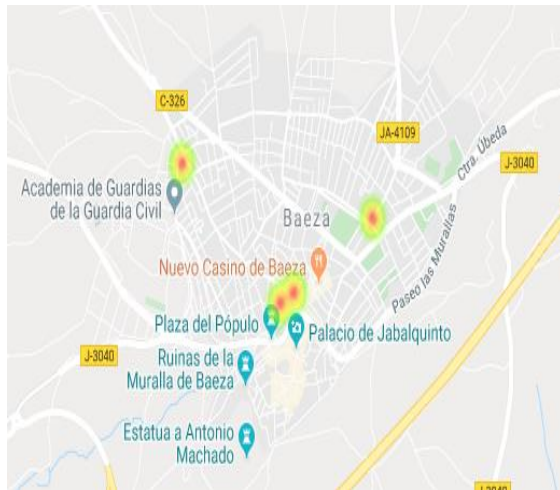 C-326
JA-4109
Ctra. Úbeda
J-3040
Academia de Guardias
de la Guardia Civil
Baeza
Paseo las Murallas
Nuevo Casino de Baeza
Plaza del Pópulo
Palacio de Jabalquinto
J-3040
Ruinas de la
Muralla de Baeza
Estatua a Antonio
Machado